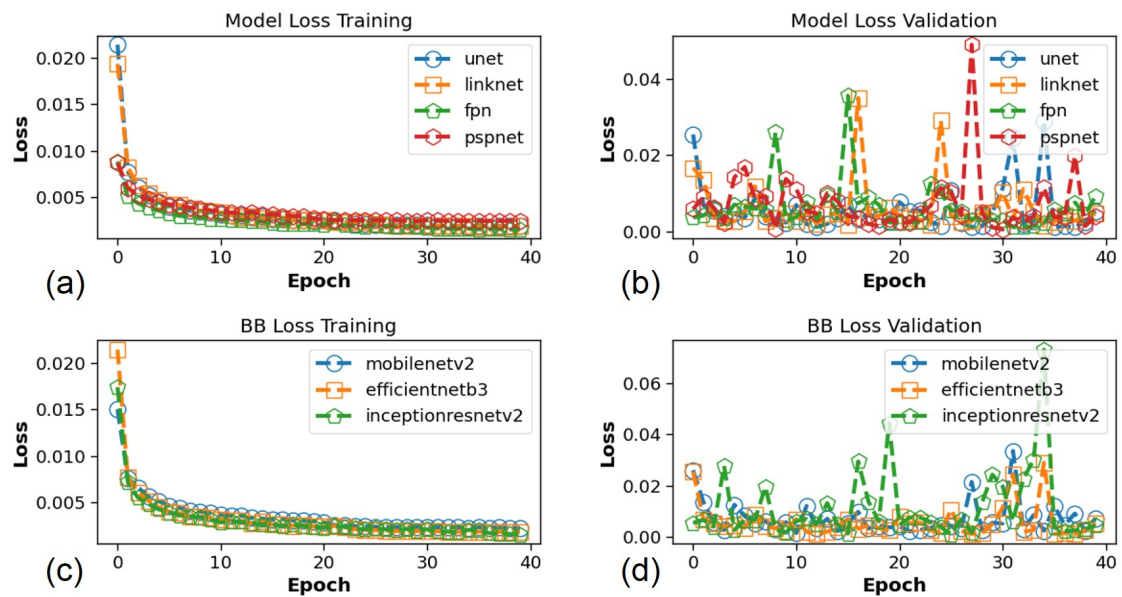 Model Loss Training
Loss
0.020
0.015
0.010
0.005
unet
linknet
fpn
pspnet
0
10
20
30
40
Epoch
(a)
Model Loss Validation
Loss
0.04
0.02
0.00
unet
linknet
fpn
pspnet
0
10
20
30
40
Epoch
(b)
BB Loss Training
Loss
0.020
0.015
0.010
0.005
mobilenetv2
efficientnetb3
inceptionresnetv2
0
10
20
30
40
Epoch
(c)
BB Loss Validation
Loss
0.06
0.04
0.02
0.00
mobilenetv2
efficientnetb3
inceptionresnetv2
0
10
20
30
40
Epoch
(d)